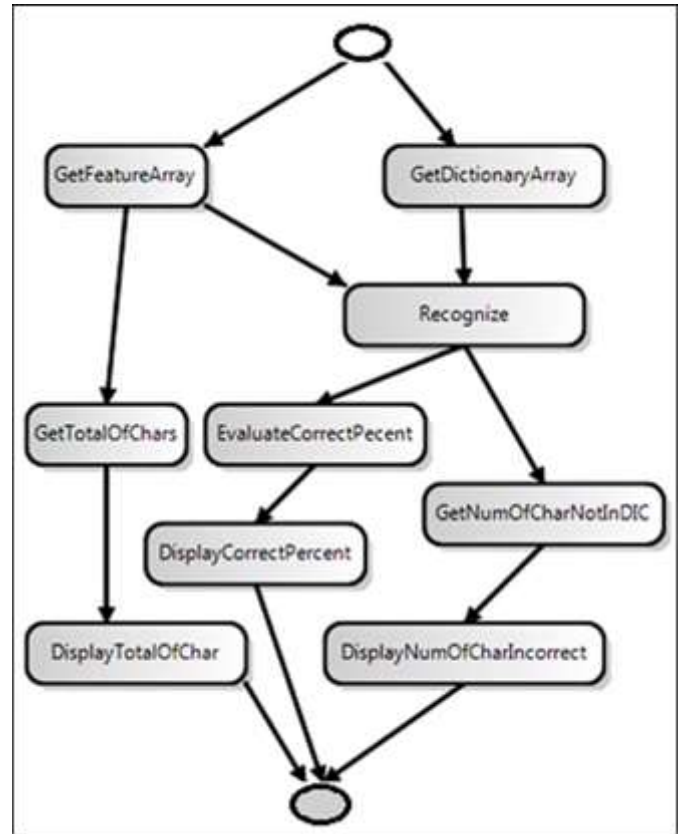 GetFeatureArray
GetDictionaryArray
Recognize
GetTotalOfChars
EvaluateCorrectPecent
GetNumOfCharNotInDIC
DisplayCorrectPercent
DisplayTotalOfChar
DisplayNumOfCharIncorrect